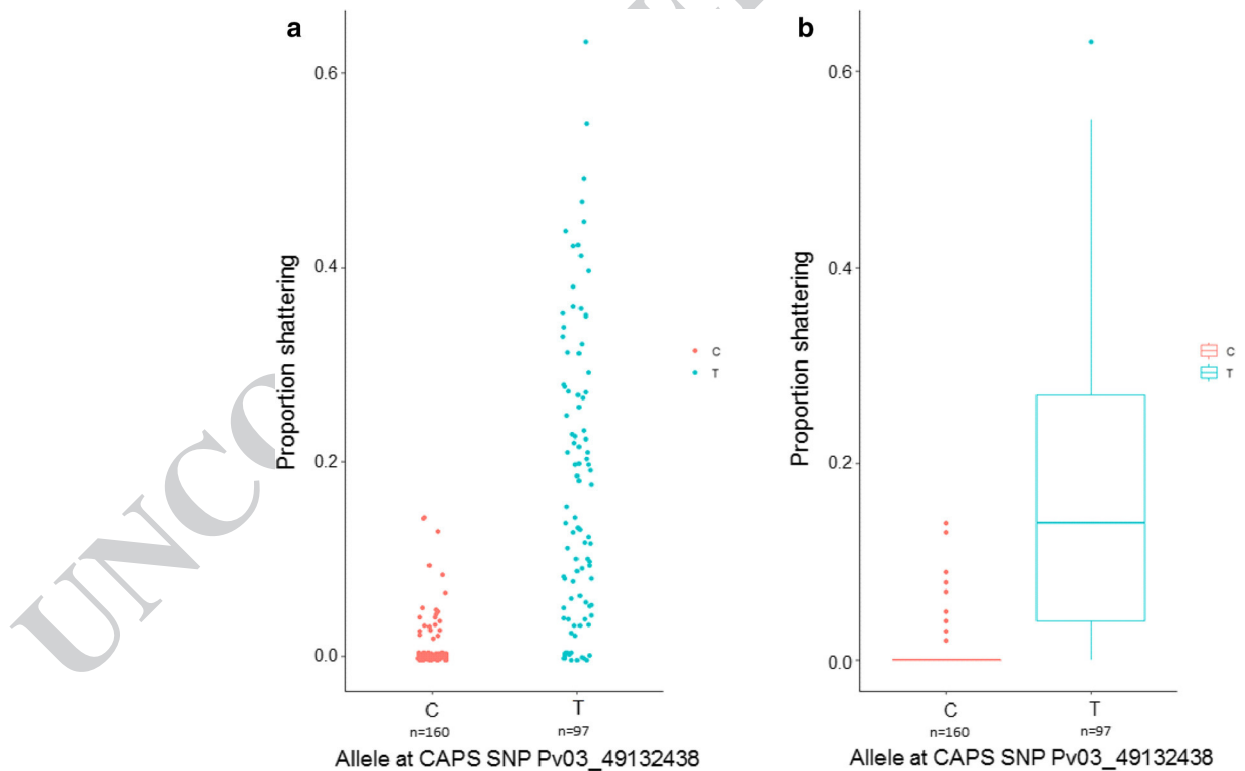 a
Proportion shattering
0.6
0.4
0.2
0.0
C
T
n=160
n=97
Allele at CAPS SNP Pv03_49132438
C
T
b
Proportion shattering
0.6
0.4
0.2
0.0
C
T
n=160
n=97
Allele at CAPS SNP Pv03_49132438
C
T
UNCO